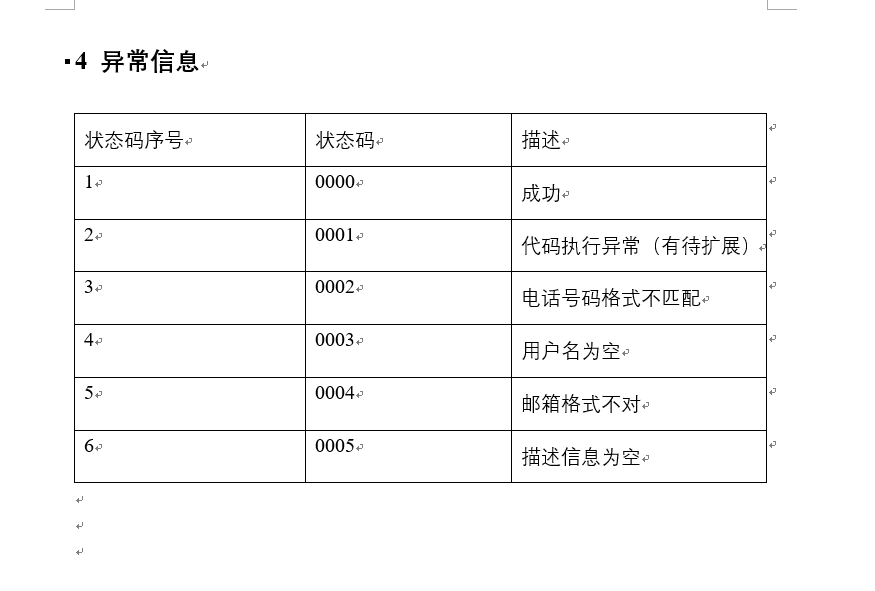 4 异常信息
状态码序号 状态码 描述
1 0000 成功
2 0001 代码执行异常（有待扩展）
3 0002 电话号码格式不匹配
4 0003 用户名为空
5 0004 邮箱格式不对
6 0005 描述信息为空